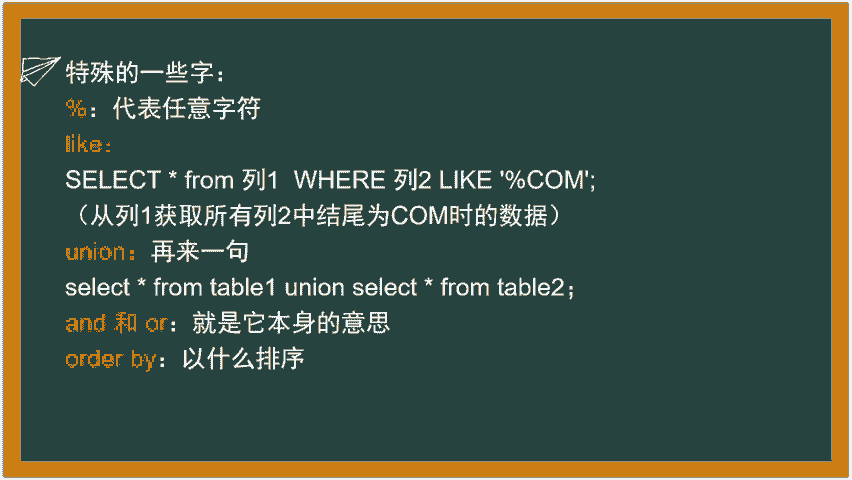 特殊的一些字：
%：代表任意字符
like：
SELECT * from 列1  WHERE 列2 LIKE '%COM';
（从列1获取所有列2中结尾为COM时的数据）
union：再来一句
select * from table1 union select * from table2；
and 和 or：就是它本身的意思
order by：以什么排序